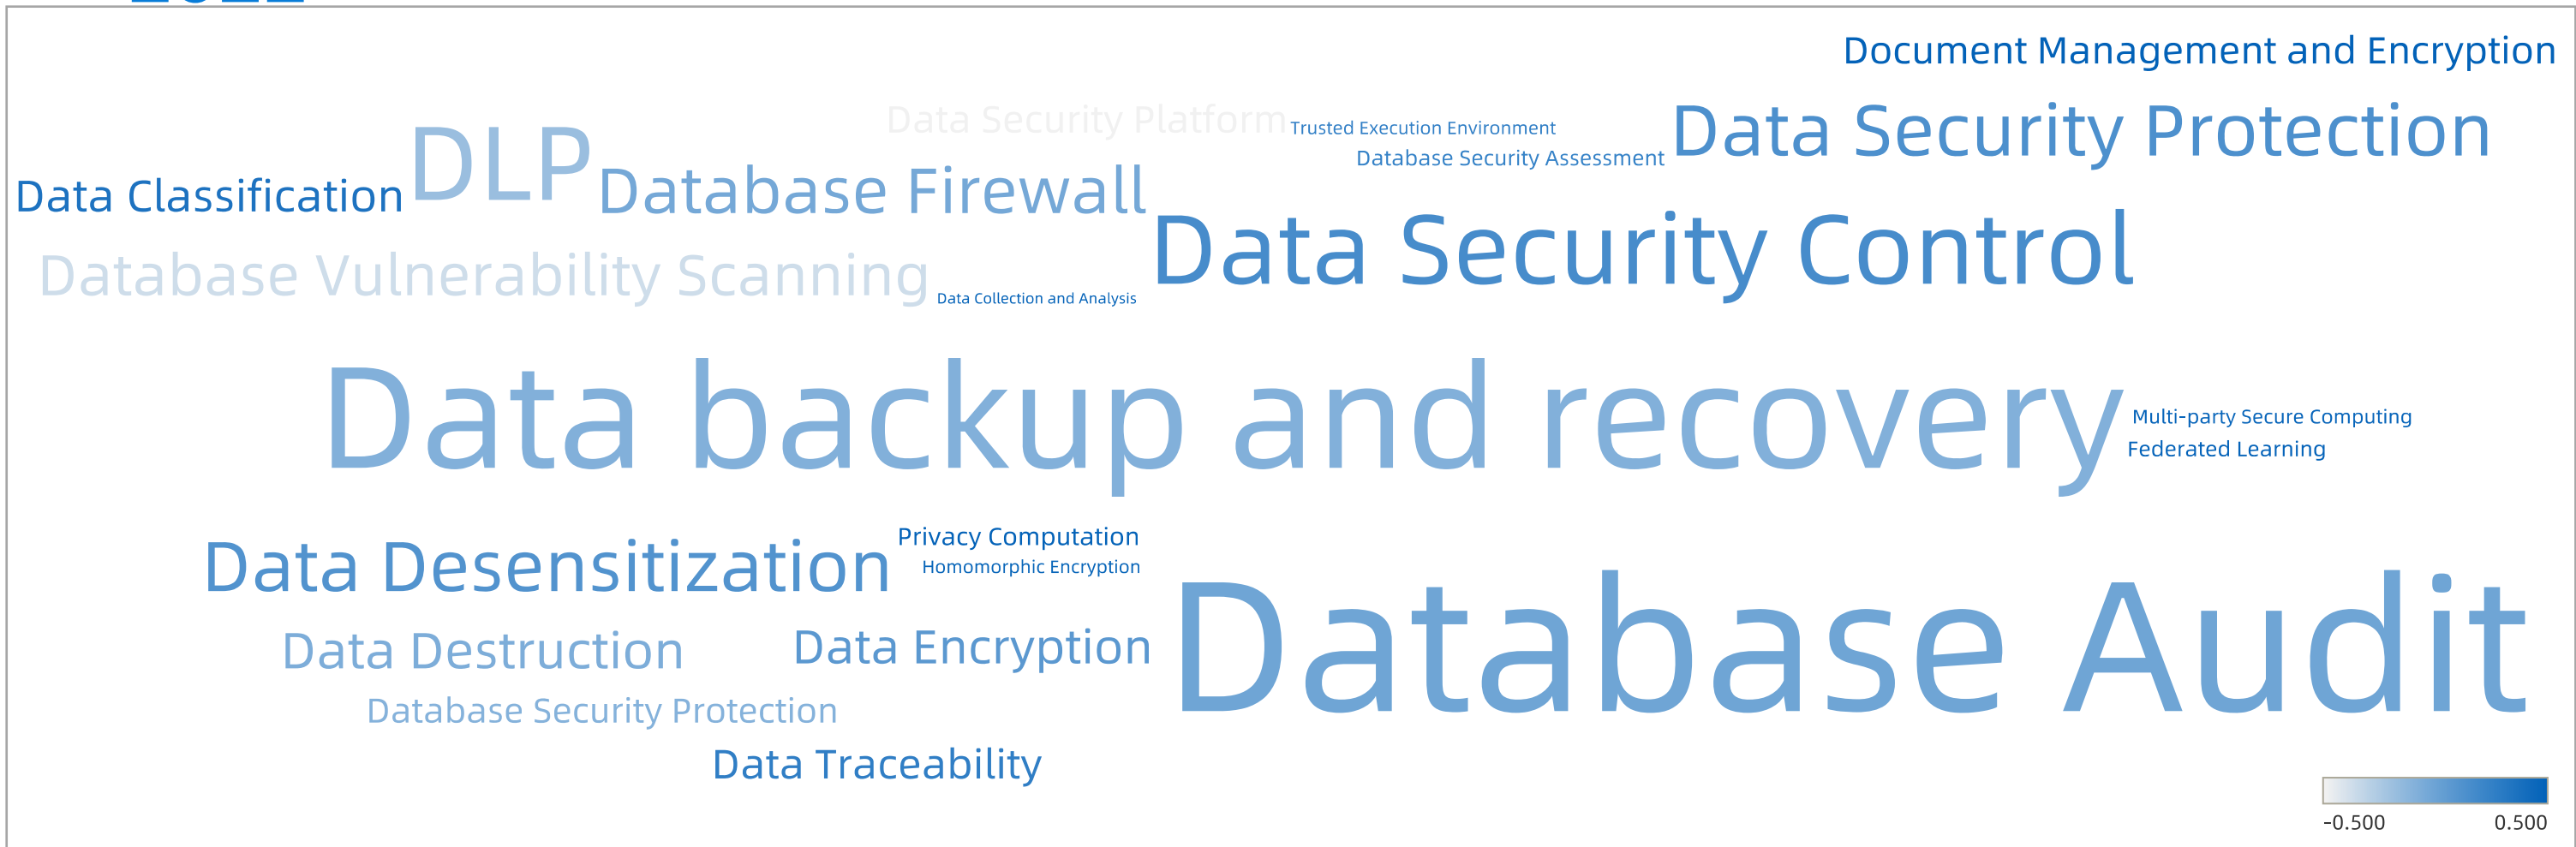 Document Management and Encryption
Data Security Platform
Trusted Execution Environment
Data Security Protection
Database Security Assessment
DLP
Data Classification
Database Firewall
Data Security Control
Database Vulnerability Scanning
Data Collection and Analysis
Data backup and recovery
Multi-party Secure Computing
Federated Learning
Privacy Computation
Data Desensitization
Homomorphic Encryption
Data Destruction
Data Encryption
Database Audit
Database Security Protection
Data Traceability
-0.500 0.500